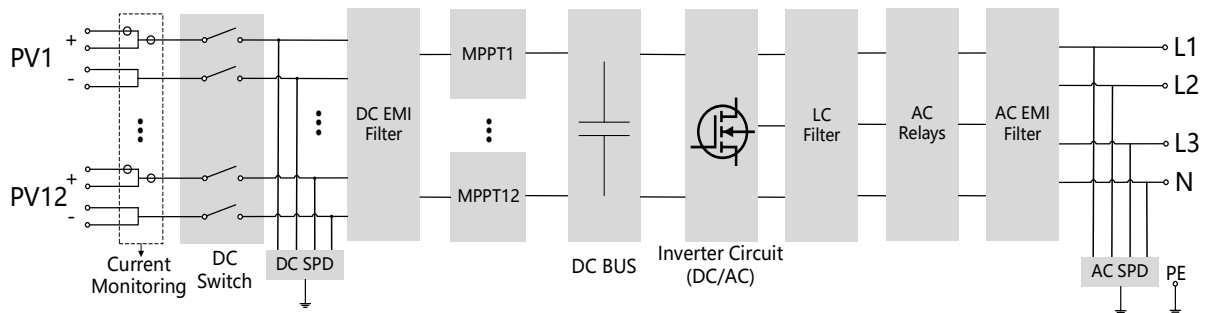 PV1
+
-
PV12
+
-
Current
Monitoring
DC
Switch
DC SPD
DC EMI
Filter
MPPT1
MPPT12
DC BUS
Inverter Circuit
(DC/AC)
LC
Filter
AC
Relays
AC EMI
Filter
L1
L2
L3
N
AC SPD
PE